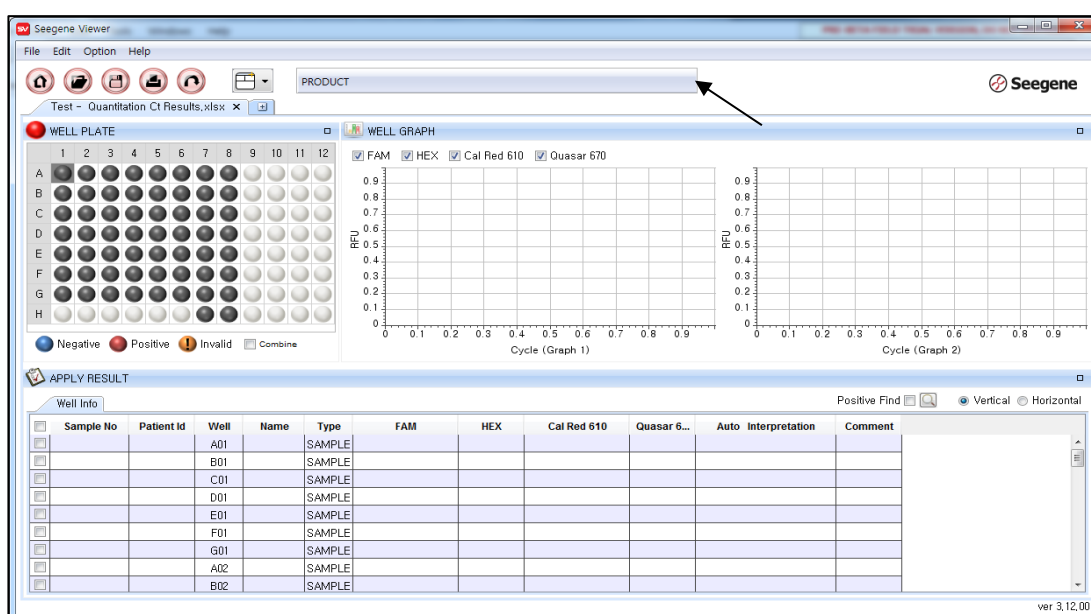 SV Seegene Viewer
File Edit Option Help
PRODUCT
Seegene
Test - Quantitation Ct Results,xlsx
WELL PLATE
1 2 3 4 5 6 7 8 9 10 11 12
A
B
C
D
E
F
G
H
Negative Positive Invalid Combine
WELL GRAPH
FAM HEX Cal Red 610 Quasar 670
0.9
0.8
0.7
0.6
0.5
0.4
0.3
0.2
0.1
0
RFU
0 0.1 0.2 0.3 0.4 0.5 0.6 0.7 0.8 0.9
Cycle (Graph 1)
0.9
0.8
0.7
0.6
0.5
0.4
0.3
0.2
0.1
0
RFU
0 0.1 0.2 0.3 0.4 0.5 0.6 0.7 0.8 0.9
Cycle (Graph 2)
APPLY RESULT
Well Info
Positive Find Vertical Horizontal
Sample No Patient Id Well Name Type FAM HEX Cal Red 610 Quasar 6... Auto Interpretation Comment
A01 SAMPLE
B01 SAMPLE
C01 SAMPLE
D01 SAMPLE
E01 SAMPLE
F01 SAMPLE
G01 SAMPLE
A02 SAMPLE
B02 SAMPLE
ver 3,12,00